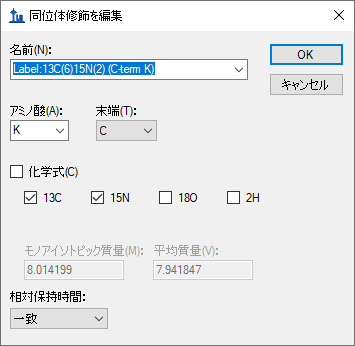 同位体修飾を編集
名前(N):
Label:13C(6)15N(2) (C-term K)
OK
キャンセル
アミノ酸(A):
末端(T):
K
C
化学式(C)
13C
15N
18O
2H
モノアイソトピック質量(M):
平均質量(V):
8.014199
7.941847
相対保持時間:
一致